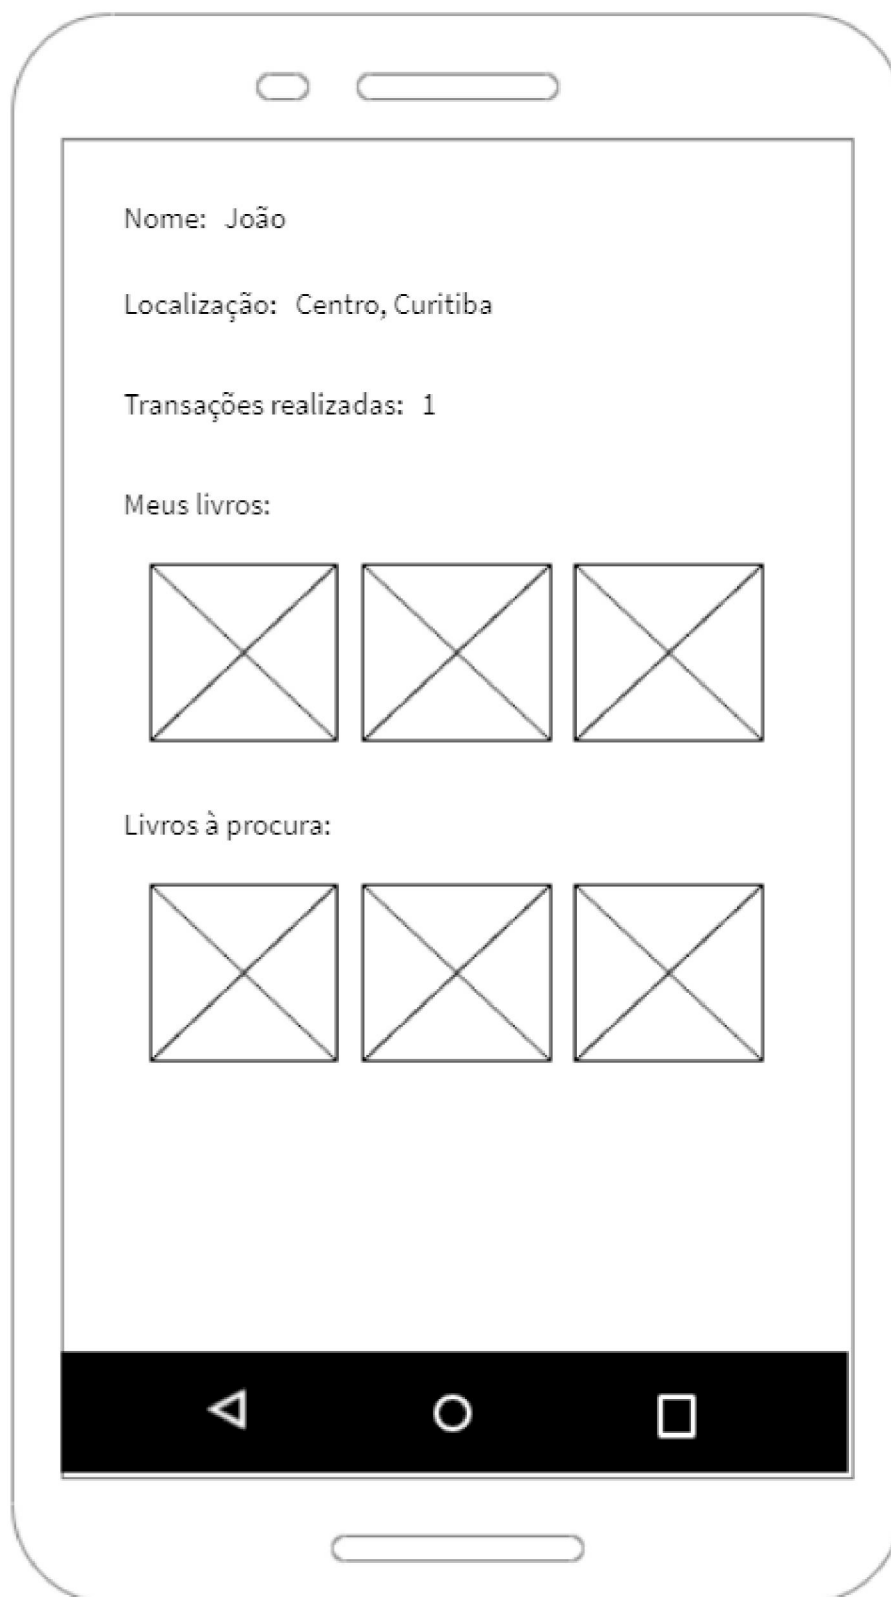 Nome: João
Localização: Centro, Curitiba
Transações realizadas: 1
Meus livros:
Livros à procura: